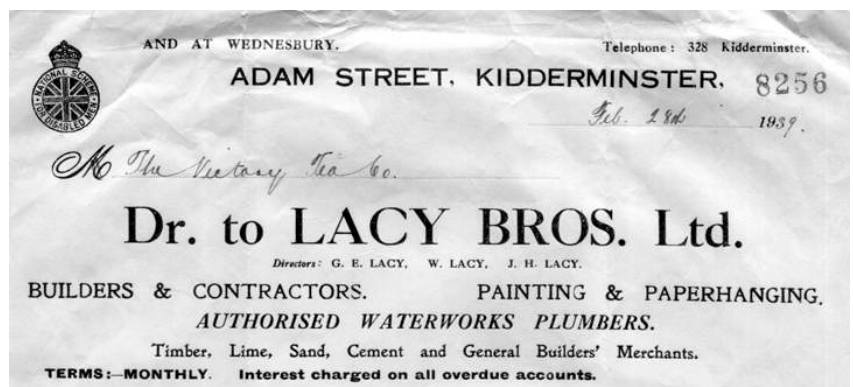 AND AT WEDNESBURY.
Telephone: 328 Kidderminster.
NATIONAL SCHEME FOR DISABLED MEN
ADAM STREET, KIDDERMINSTER,
8256
Feb. 28th 1939.
M The Victory Tea Co.
Dr. to LACY BROS. Ltd.
Directors: G. E. LACY, W. LACY, J. H. LACY.
BUILDERS & CONTRACTORS. PAINTING & PAPERHANGING.
AUTHORISED WATERWORKS PLUMBERS.
Timber, Lime, Sand, Cement and General Builders' Merchants.
TERMS:—MONTHLY. Interest charged on all overdue accounts.